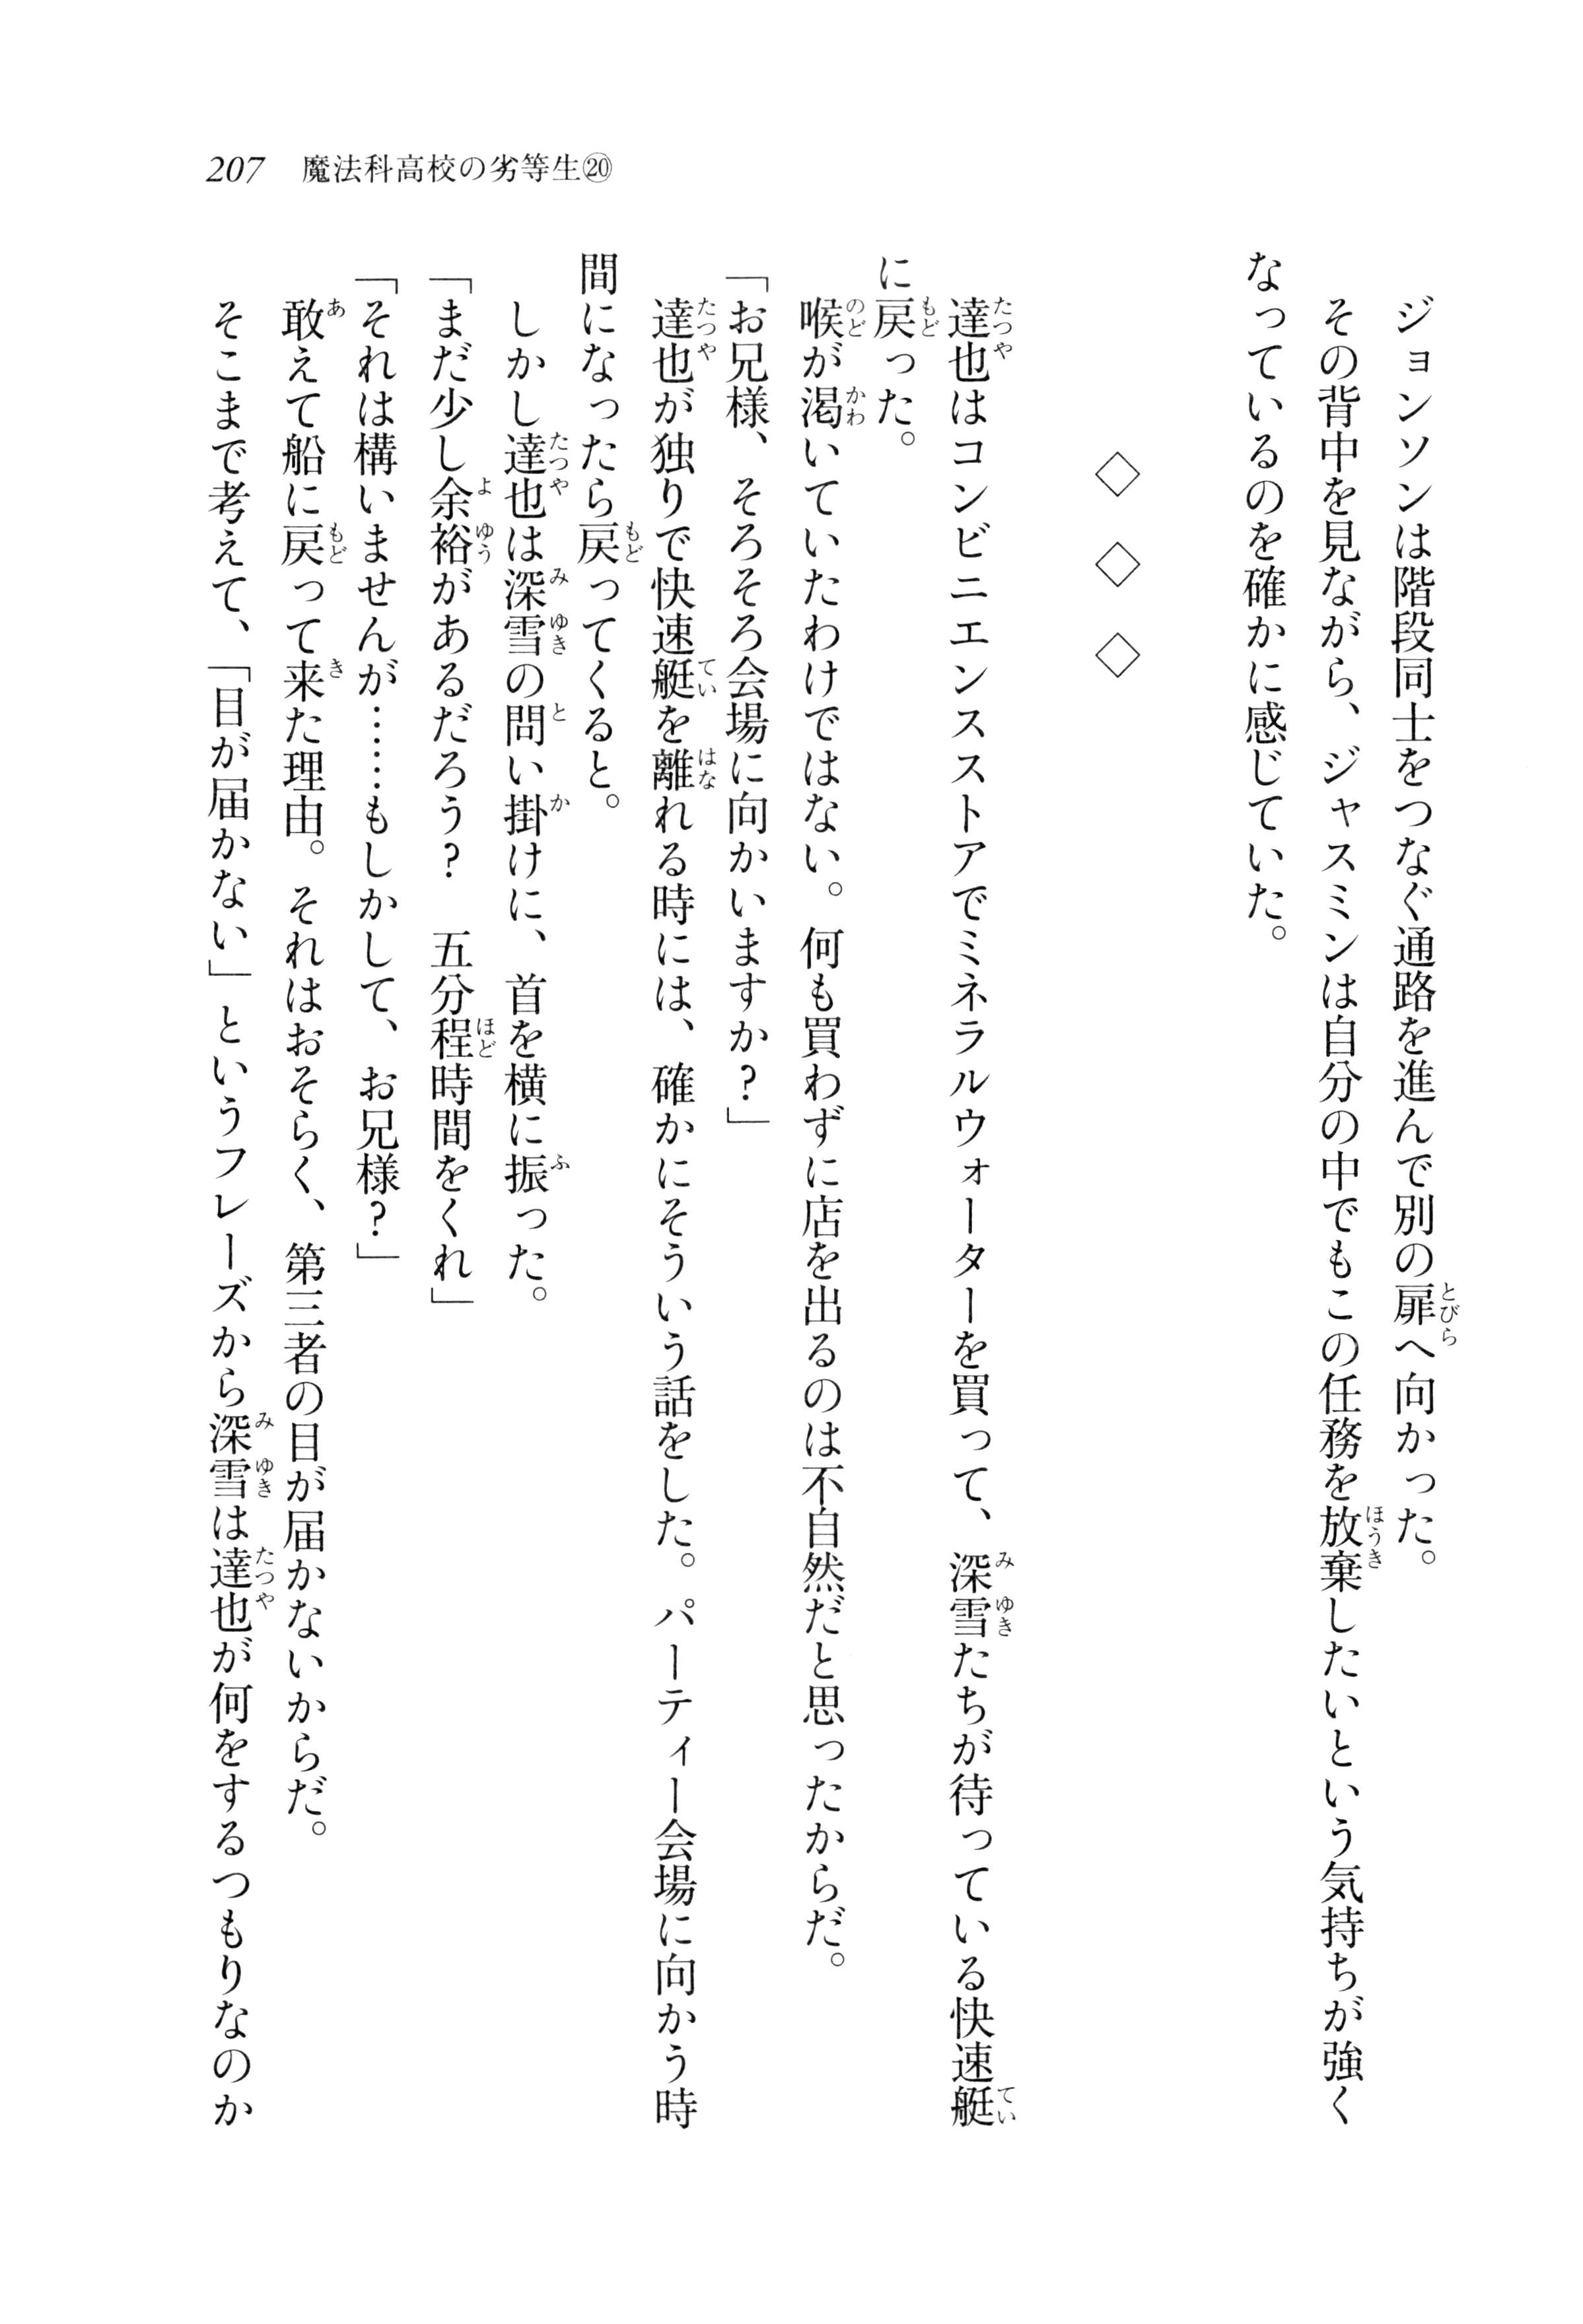 207　魔法科高校の劣等生⑳
　ジョンソンは階段同士をつなぐ通路を進んで別の扉へ向かった。
　その背中を見ながら、ジャスミンは自分の中でもこの任務を放棄したいという気持ちが強く
なっているのを確かに感じていた。
◇　◇　◇
　達也はコンビニエンスストアでミネラルウォーターを買って、深雪たちが待っている快速艇
に戻った。
　喉が渇いていたわけではない。何も買わずに店を出るのは不自然だと思ったからだ。
「お兄様、そろそろ会場に向かいますか?」
　達也が独りで快速艇を離れる時には、確かにそういう話をした。パーティー会場に向かう時
間になったら戻ってくると。
　しかし達也は深雪の問い掛けに、首を横に振った。
「まだ少し余裕があるだろう?　五分程時間をくれ」
「それは構いませんが……もしかして、お兄様?」
　敢えて船に戻って来た理由。それはおそらく、第三者の目が届かないからだ。
　そこまで考えて、「目が届かない」というフレーズから深雪は達也が何をするつもりなのか